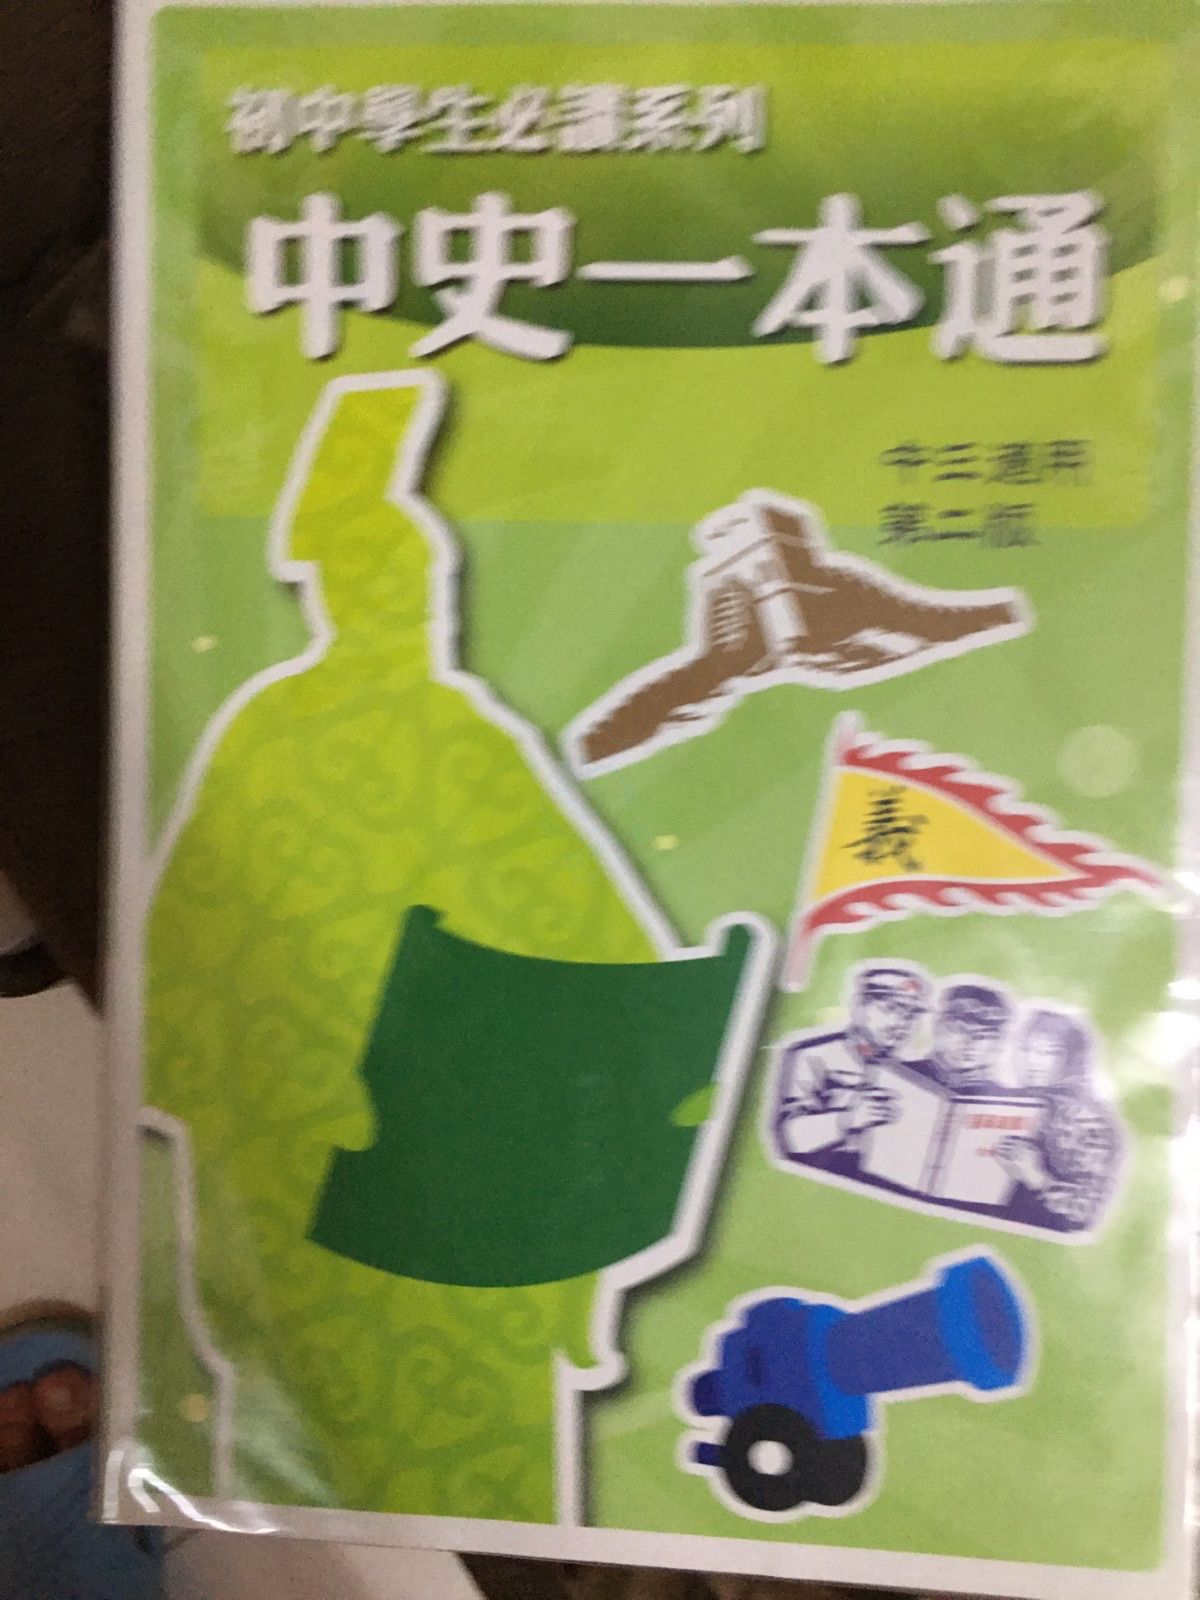 初中學生必讀系列
中史一本通
中三適用
第二版
義